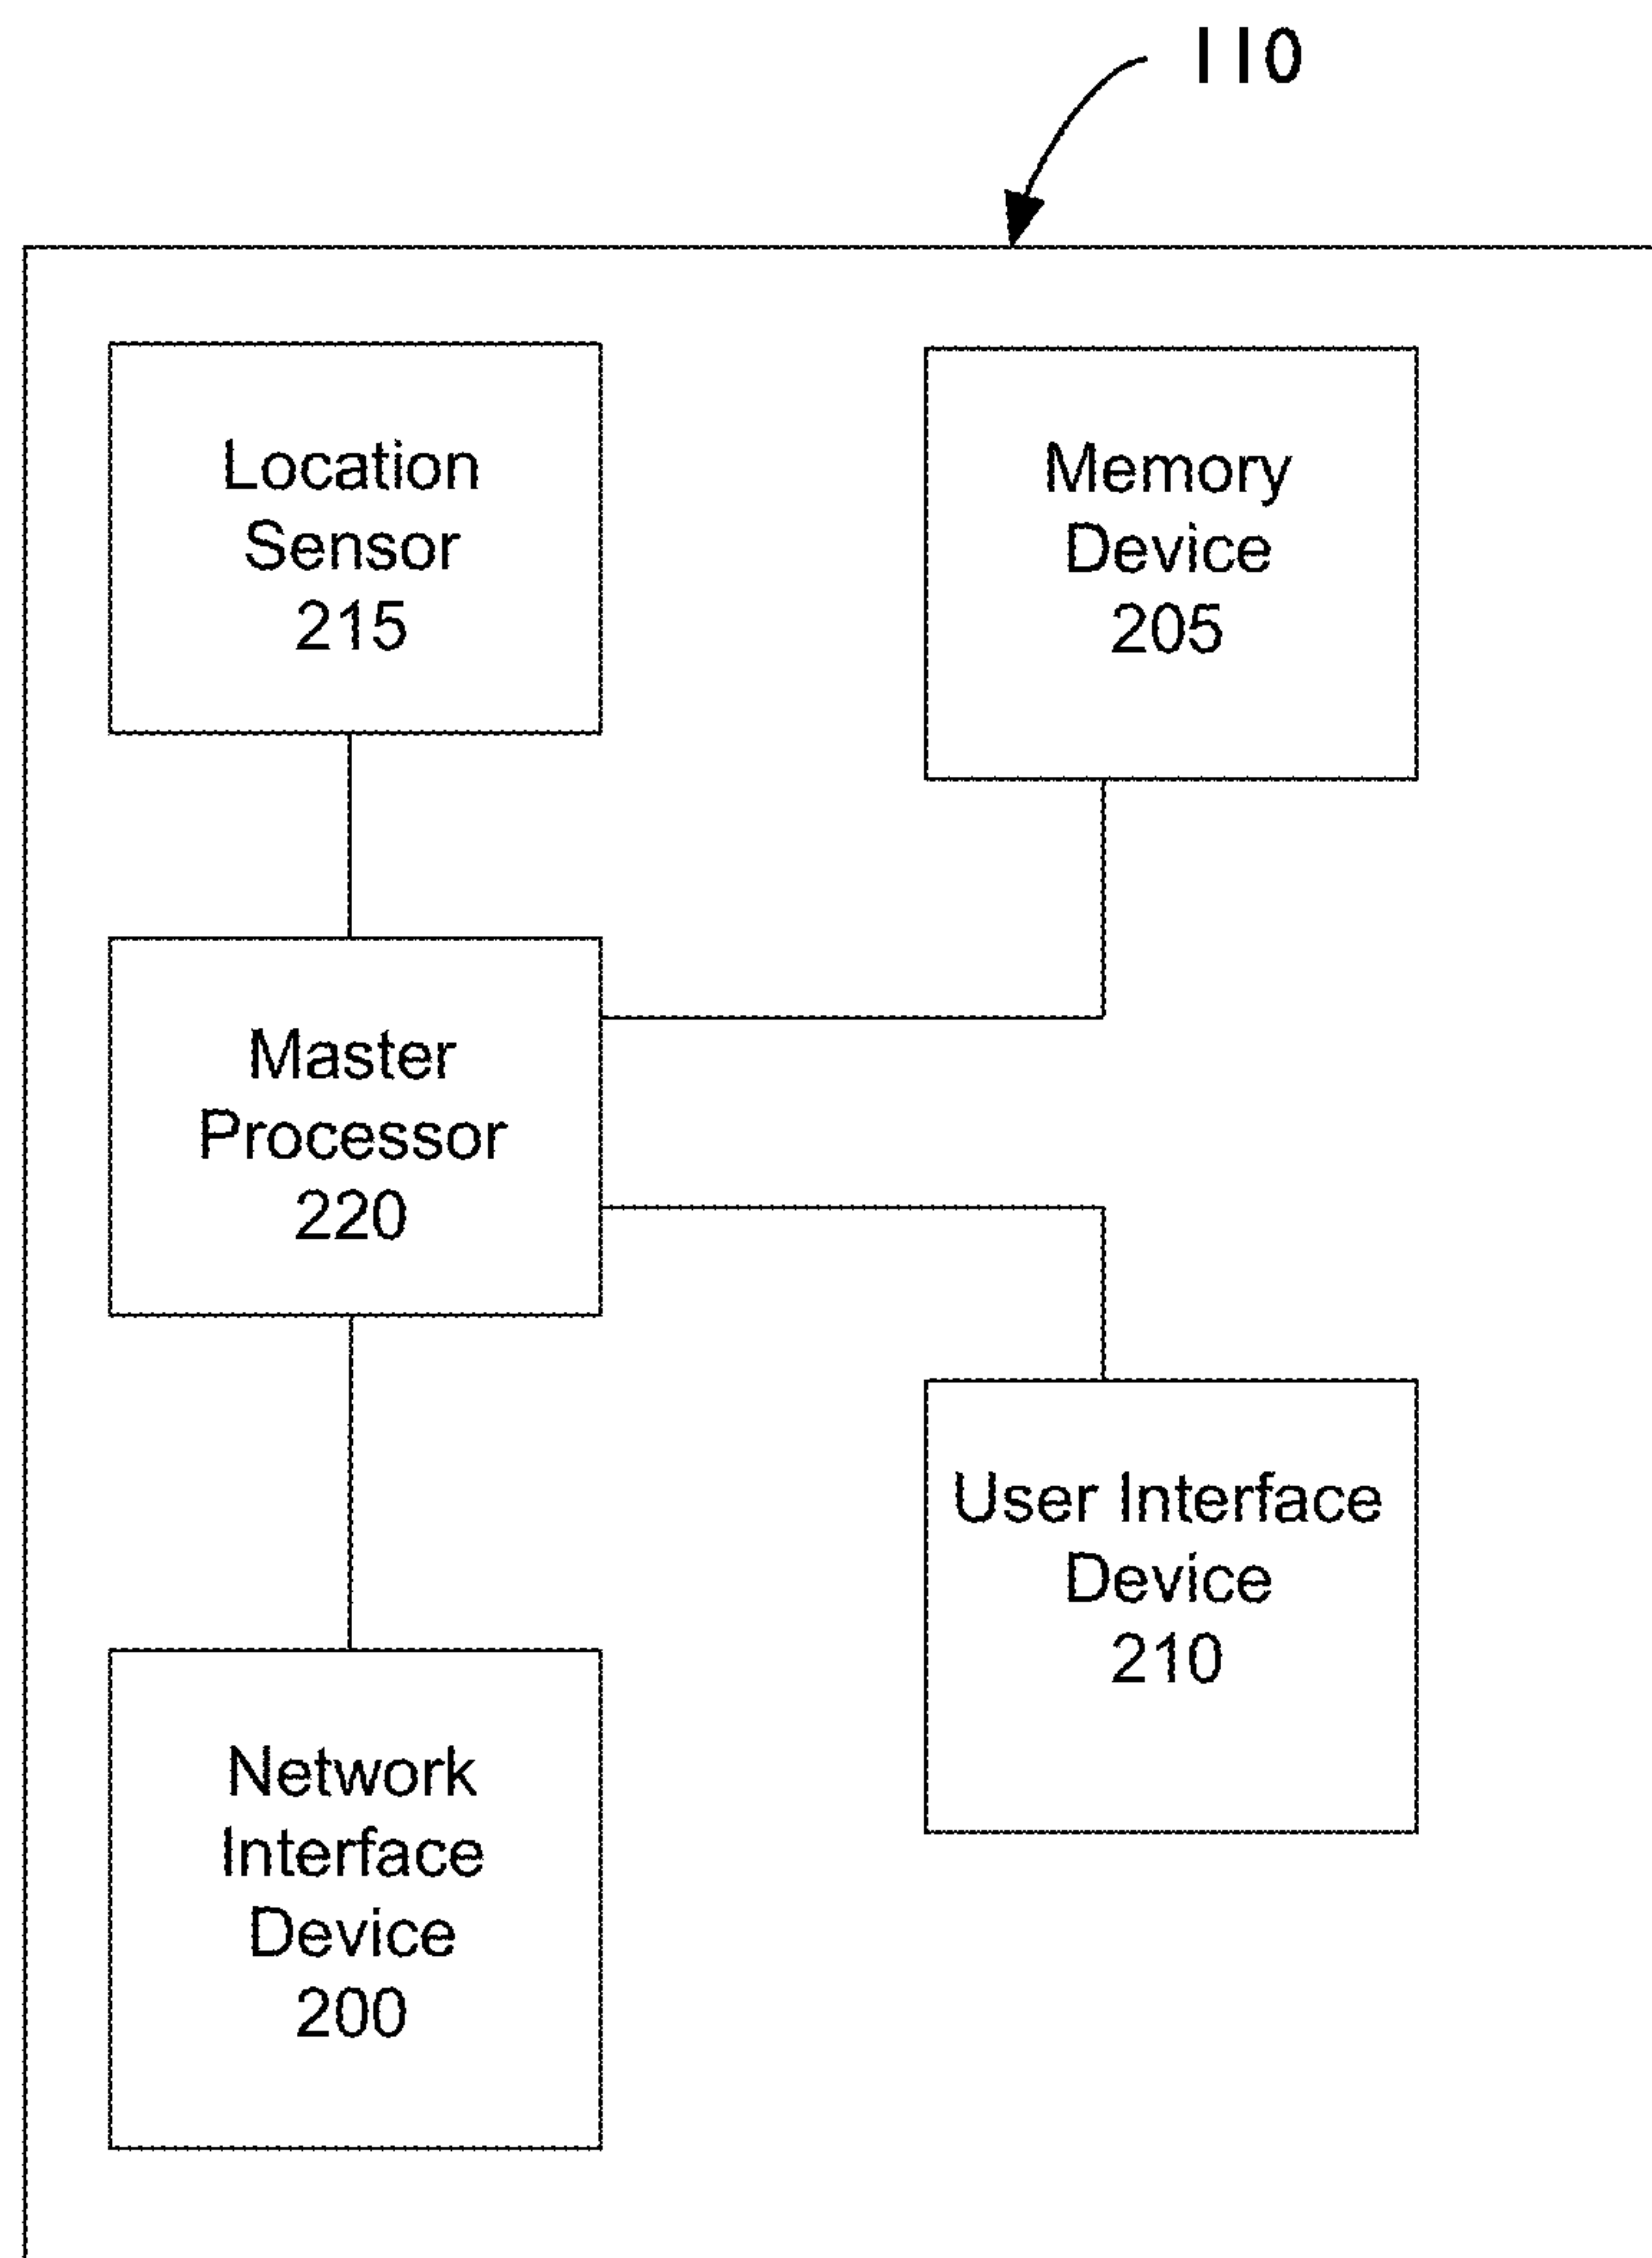 110
Location
Sensor
215
Memory
Device
205
Master
Processor
220
User Interface
Device
210
Network
Interface
Device
200